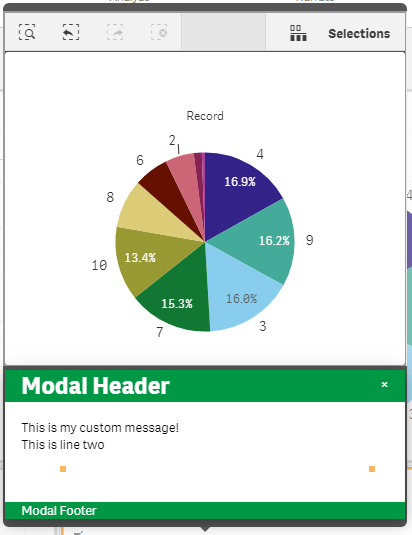 Selections
Record
4
9
3
7
10
8
6
2
16.9%
16.2%
16.0%
15.3%
13.4%
Modal Header
×
This is my custom message!
This is line two
Modal Footer